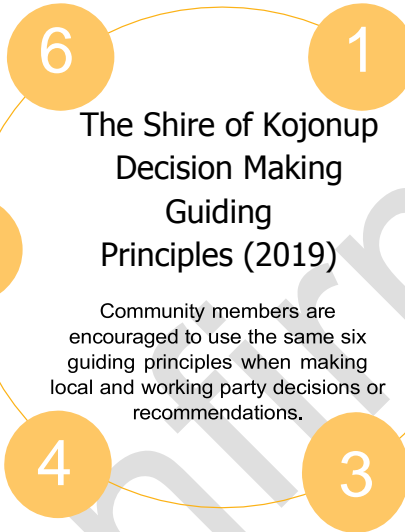 6
1
The Shire of Kojonup
Decision Making
Guiding
Principles (2019)
Community members are
encouraged to use the same six
guiding principles when making
local and working party decisions or
recommendations.
4
3